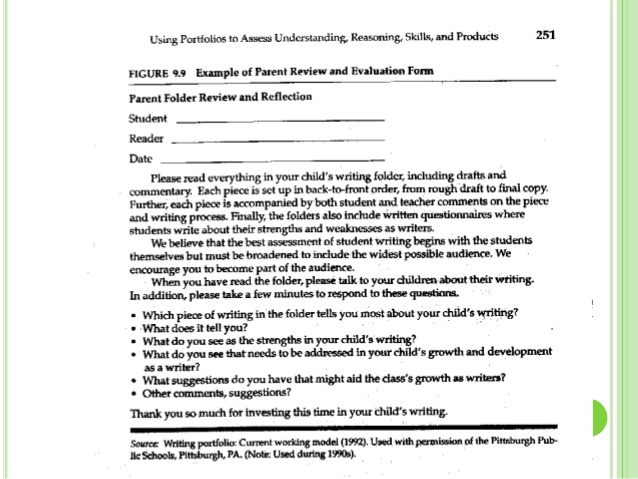 Using Portfolios to Assess Understanding, Reasoning, Skills, and Products 251
FIGURE 9.9 Example of Parent Review and Evaluation Form
Parent Folder Review and Reflection
Student
Reader
Date
Please read everything in your child's writing folder, including drafts and
commentary. Each piece is set up in back-to-front order, from rough draft to final copy.
Further, each piece is accompanied by both student and teacher comments on the piece
and writing process. Finally, the folders also include written questionnaires where
students write about their strengths and weaknesses as writers.
We believe that the best assessment of student writing begins with the students
themselves but must be broadened to include the widest possible audience. We
encourage you to become part of the audience.
When you have read the folder, please talk to your children about their writing.
In addition, please take a few minutes to respond to these questions.
• Which piece of writing in the folder tells you most about your child's writing?
• What does it tell you?
• What do you see as the strengths in your child's writing?
• What do you see that needs to be addressed in your child's growth and development
as a writer?
• What suggestions do you have that might aid the class's growth as writers?
• Other comments, suggestions?
Thank you so much for investing this time in your child's writing.
Source: Writing portfolio: Current working model (1992). Used with permission of the Pittsburgh Pub-
lic Schools, Pittsburgh, PA. (Note: Used during 1990s).